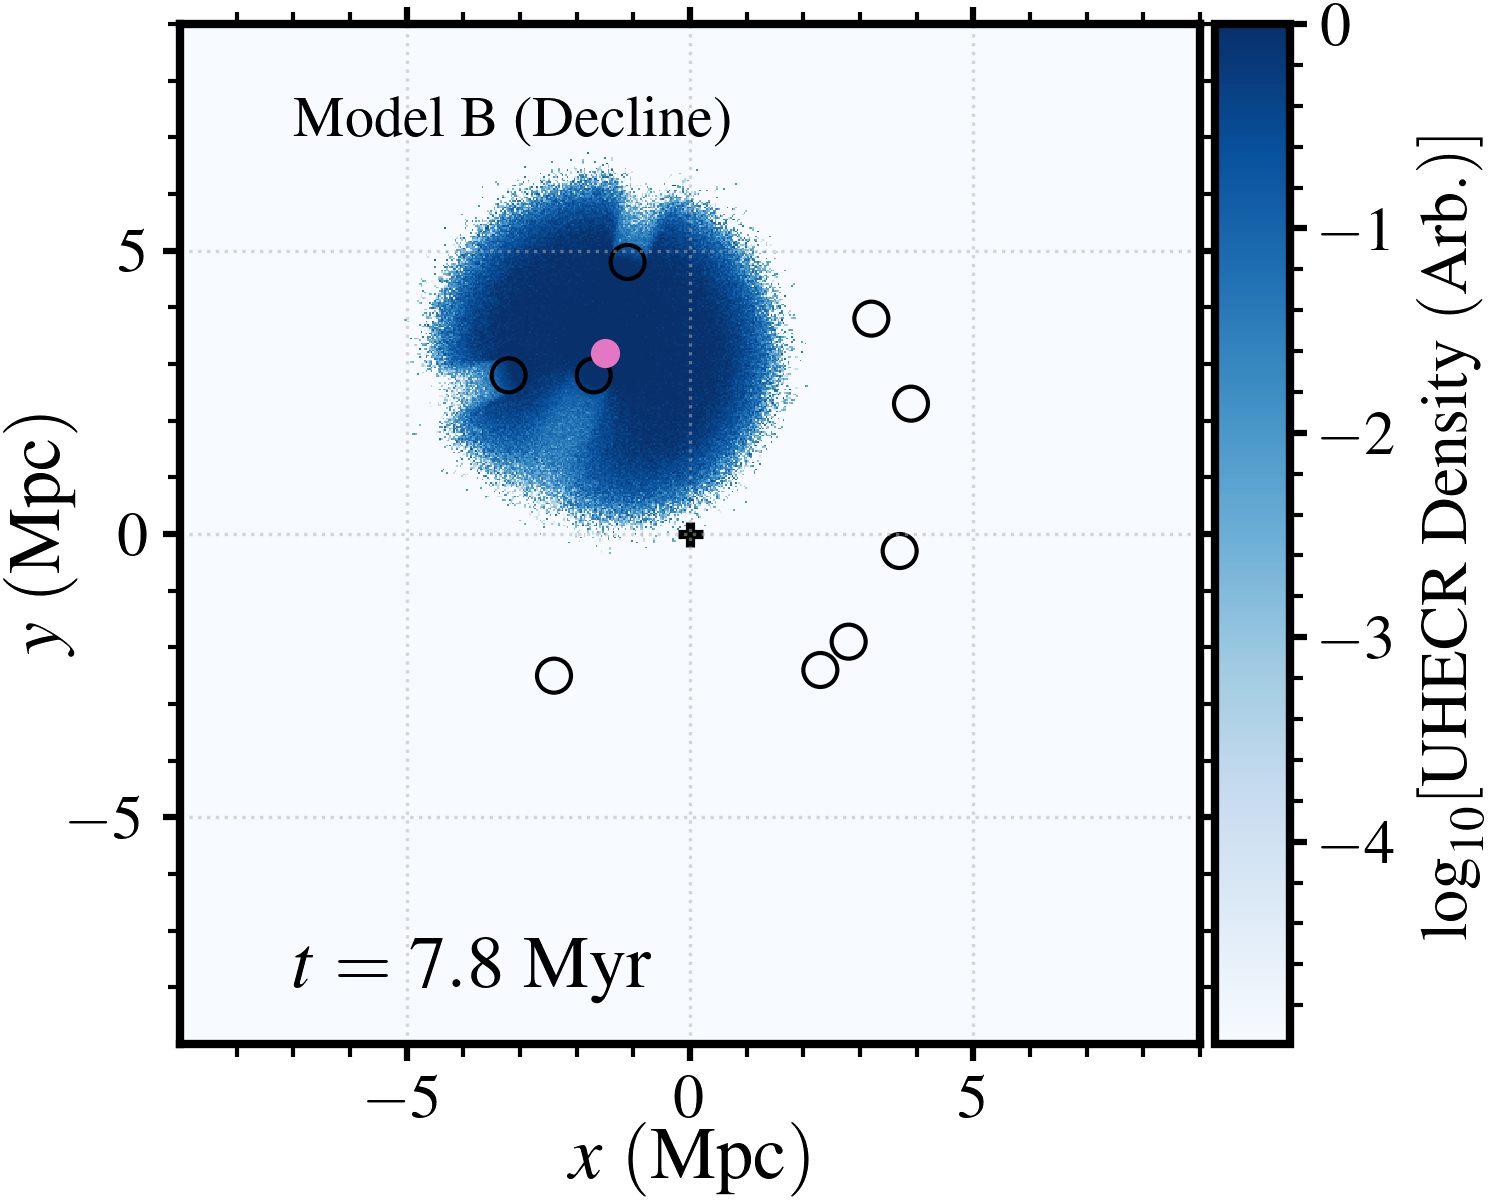 Model B (Decline)
t = 7.8 Myr
5
0
−5
y (Mpc)
−5
0
5
x (Mpc)
0
−1
−2
−3
−4
log₁₀[UHECR Density (Arb.)]